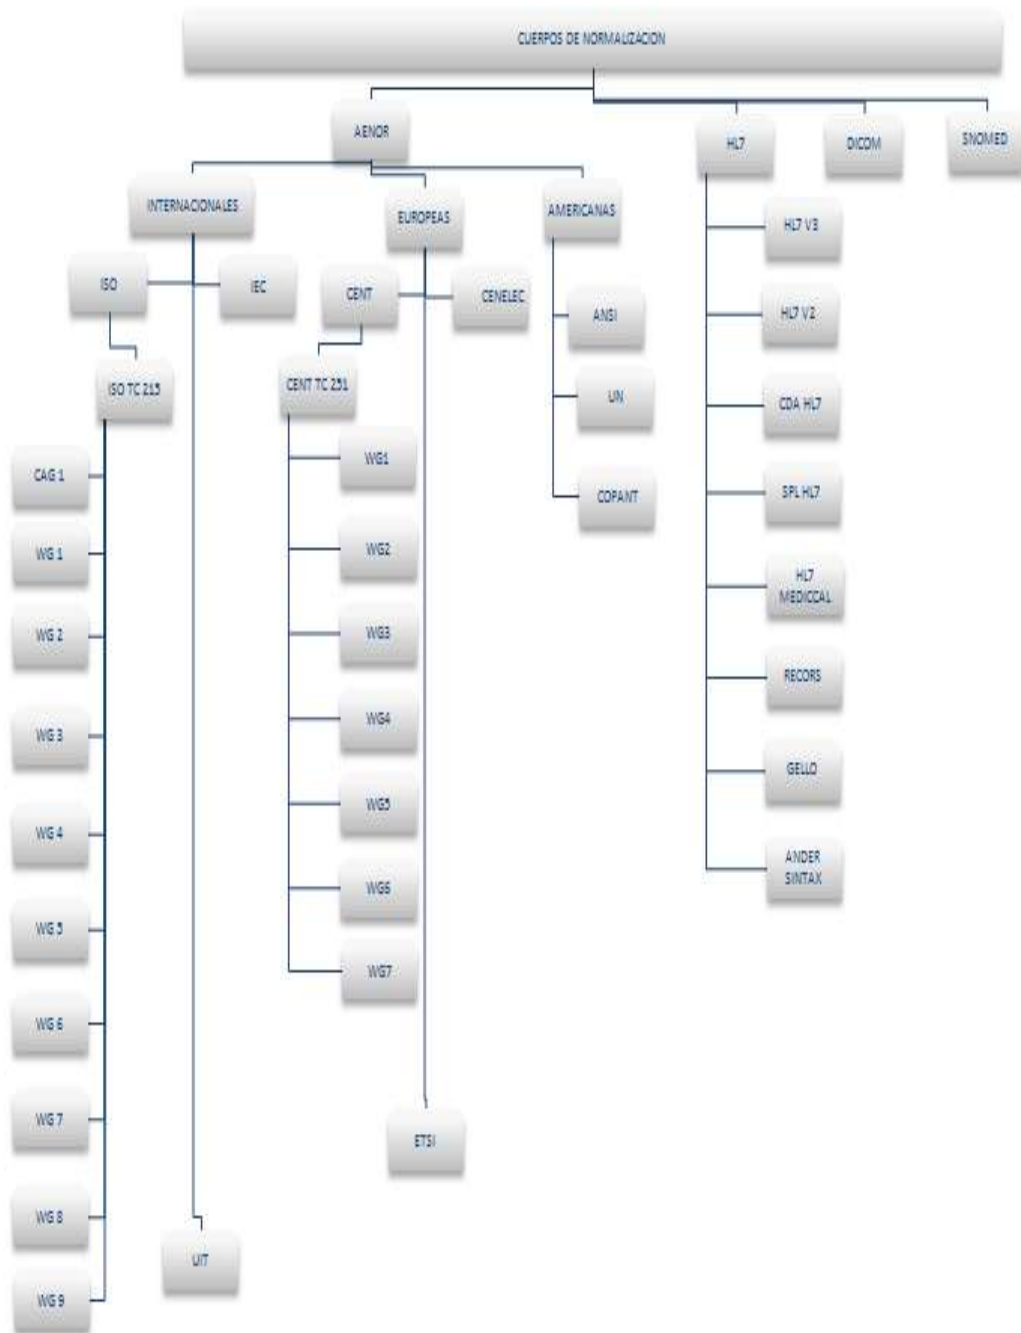 CUERPOS DE NORMALIZACION
AENOR
HL7
DICOM
SNOMED
INTERNACIONALES
EUROPEAS
AMERICANAS
HL7 V3
ISO
IEC
CENT
CENELEC
ANSI
HL7 V2
ISO TC 215
CENT TC 251
UN
CDA HL7
CAG 1
WG1
COPANT
SPL HL7
WG 1
WG2
HL7
MEDICCAL
WG 2
WG3
RECORS
WG 3
WG4
GELLO
WG 4
WG5
ANDER
SINTAX
WG 5
WG6
WG 6
WG7
WG 7
ETSI
WG 8
UIT
WG 9